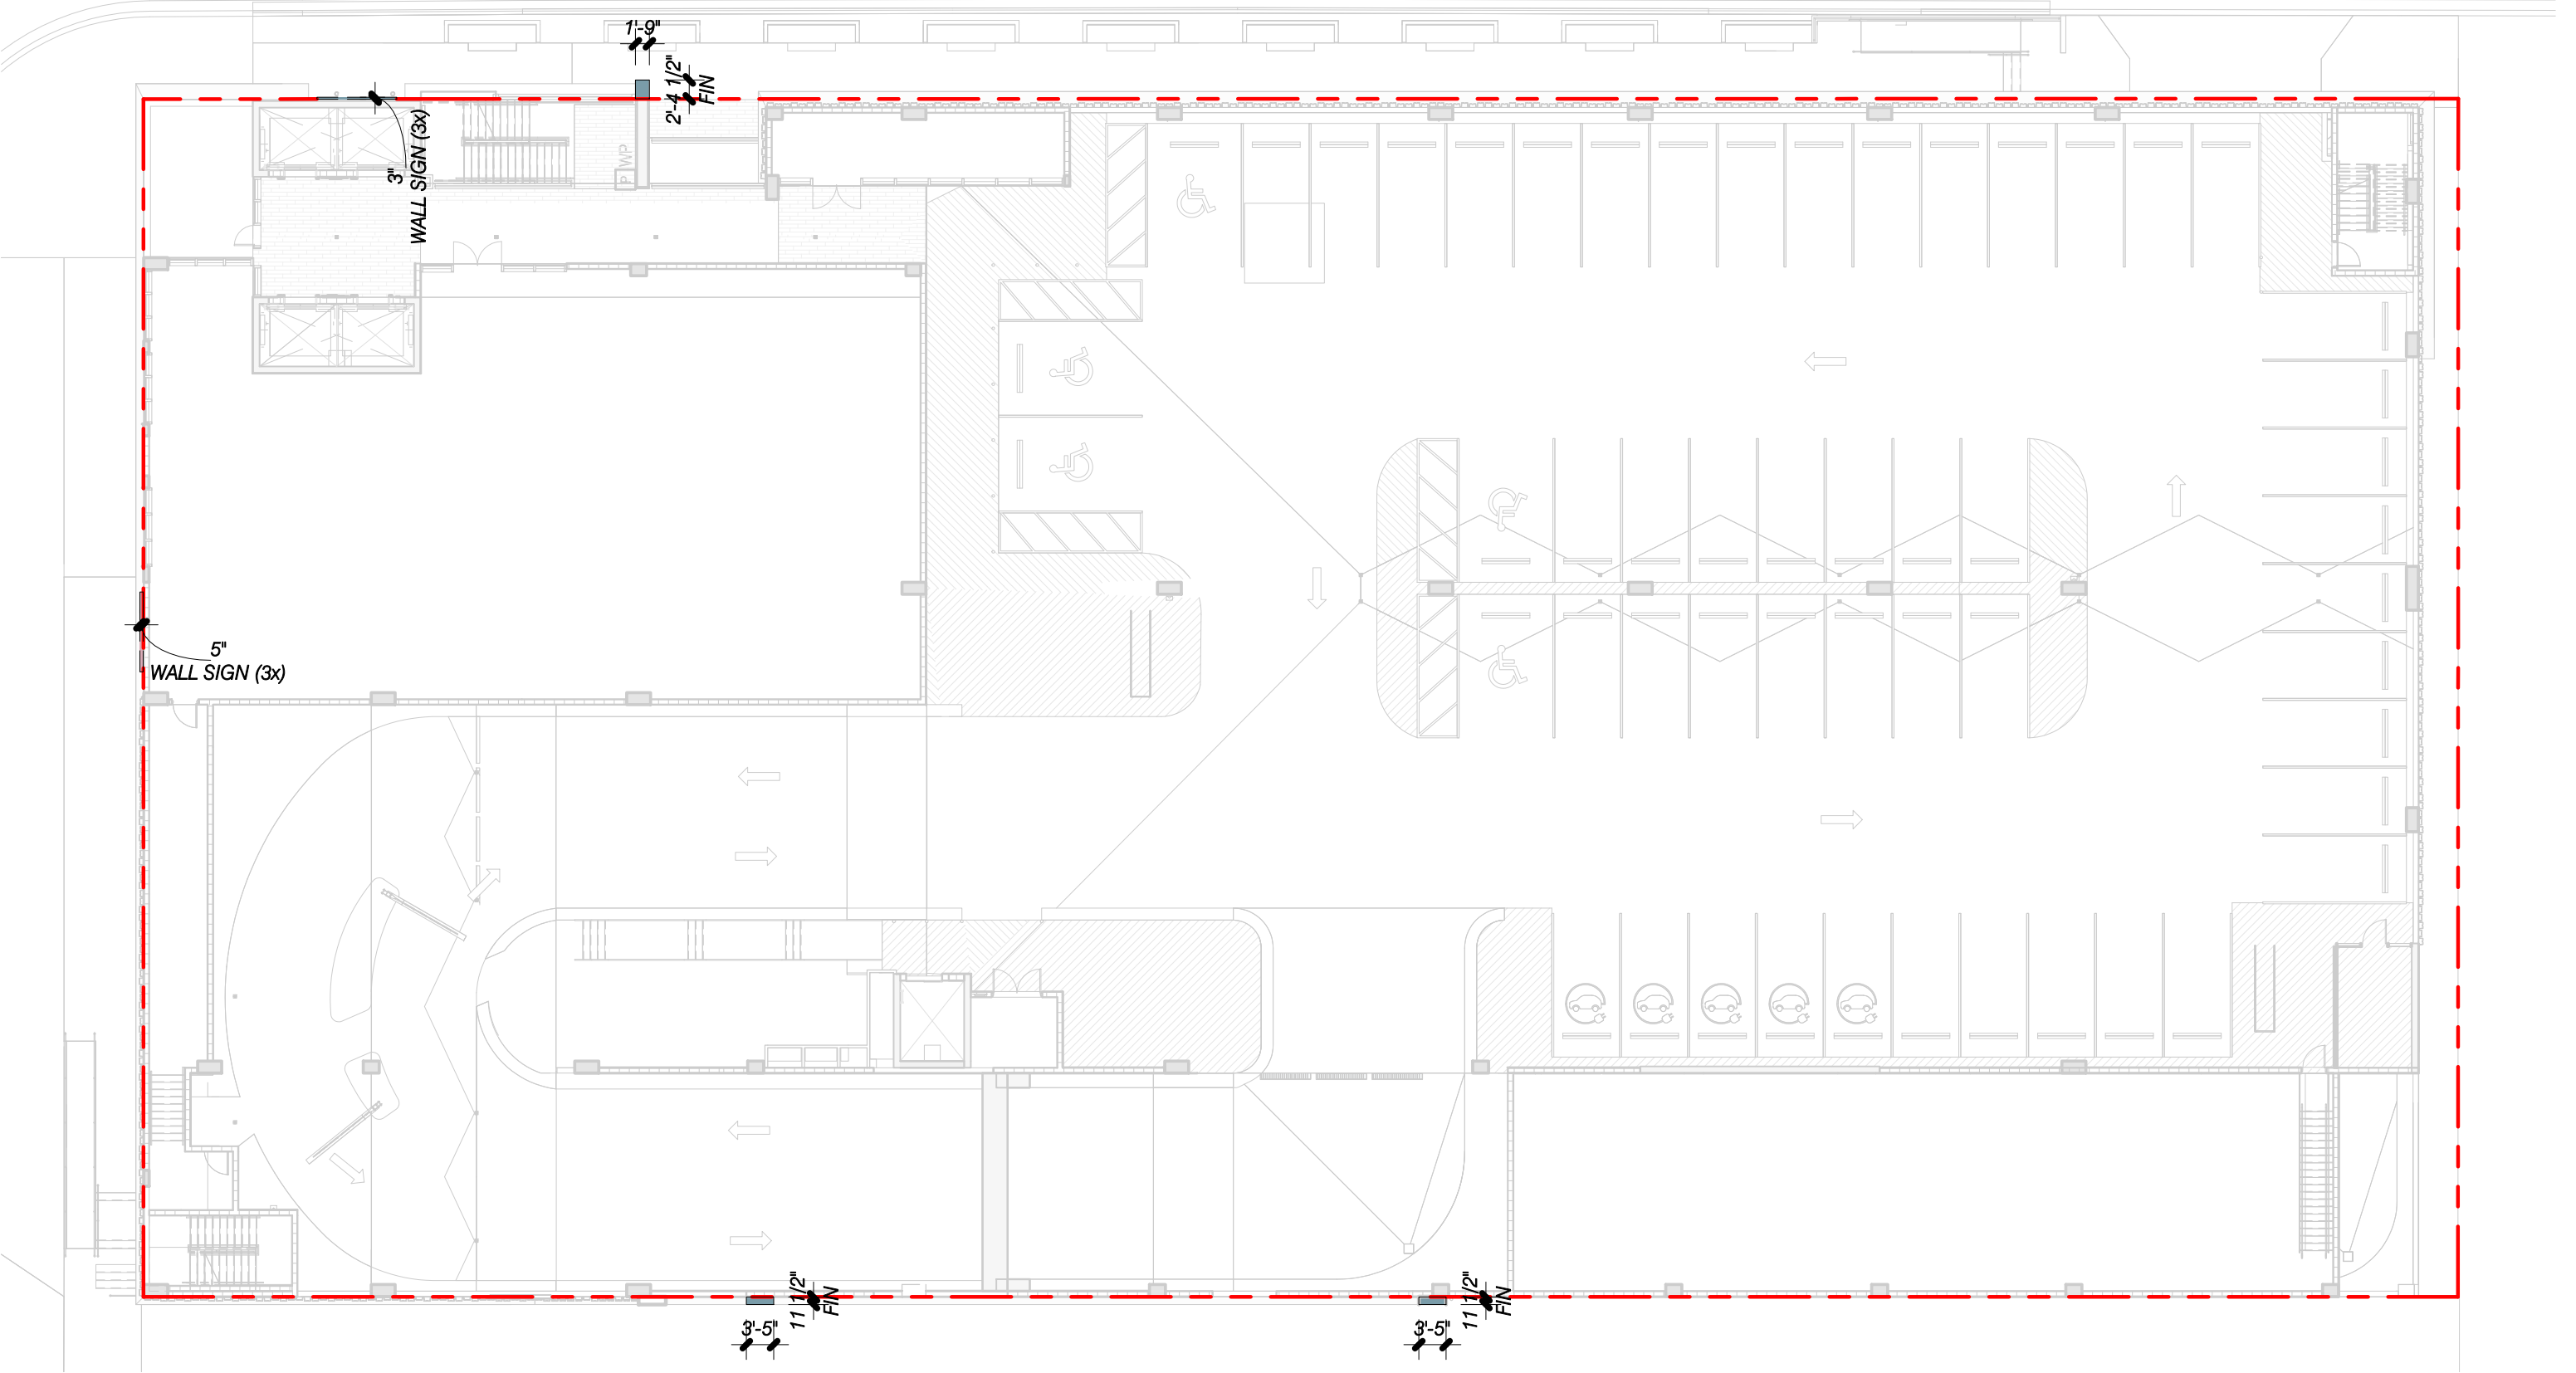 1'-9"
2'-4 1/2"
FIN
3"
WALL SIGN (3x)
WP
5"
WALL SIGN (3x)
11 1/2"
FIN
3'-5"
11 1/2"
FIN
3'-5"